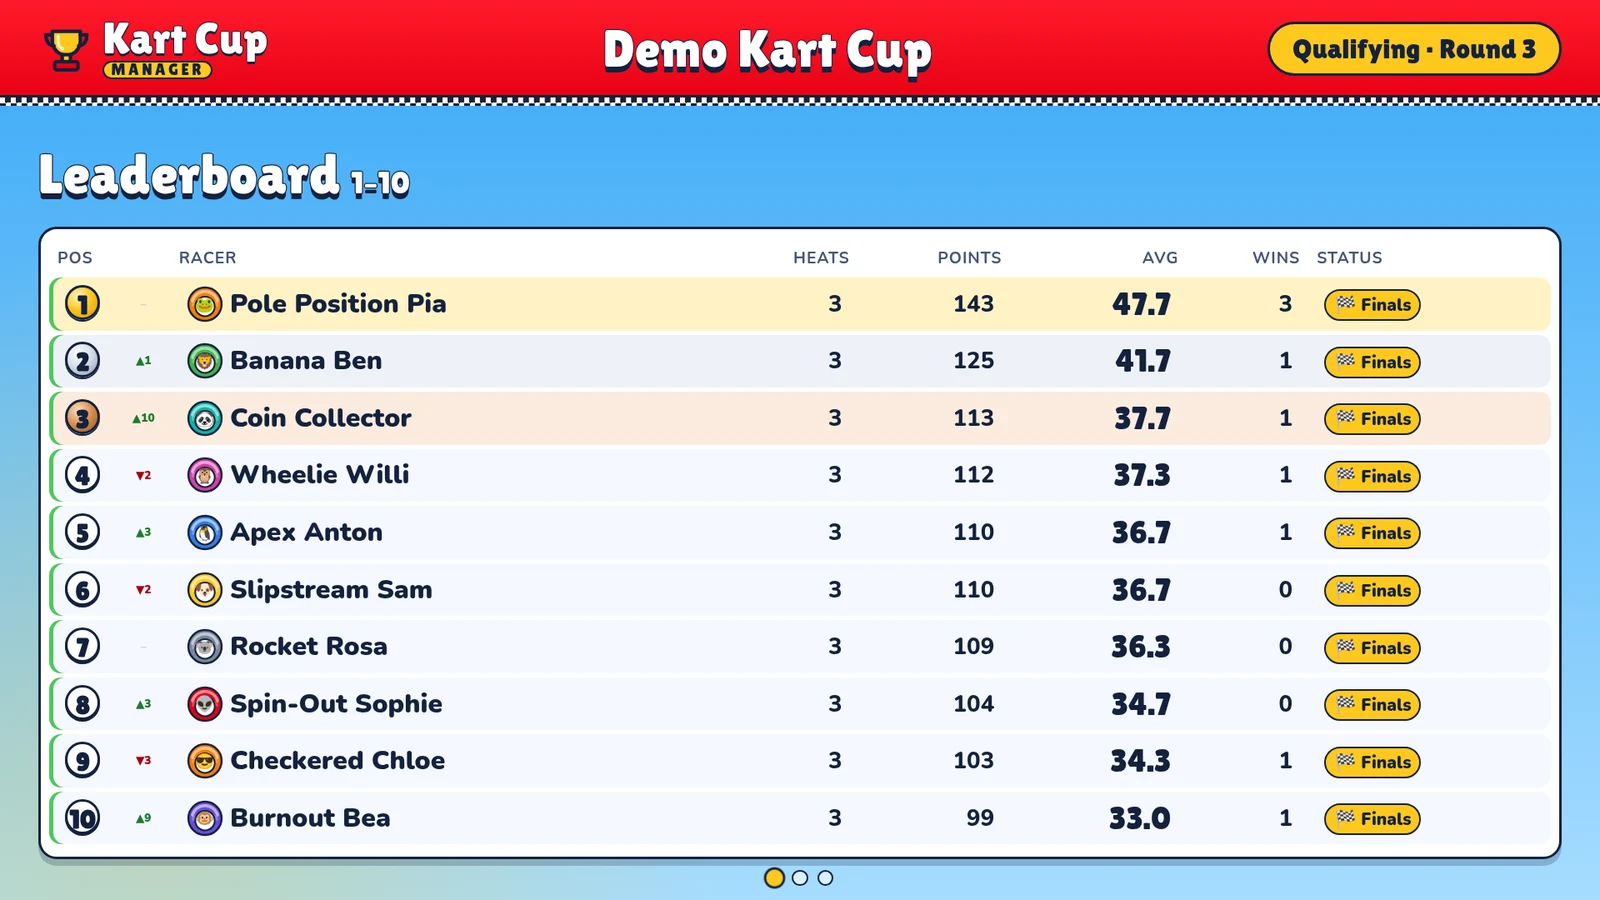 Kart Cup
MANAGER
Demo Kart Cup
Qualifying · Round 3
Leaderboard 1–10
POS RACER HEATS POINTS AVG WINS STATUS
1 – Pole Position Pia 3 143 47.7 3 Finals
2 ▲1 Banana Ben 3 125 41.7 1 Finals
3 ▲10 Coin Collector 3 113 37.7 1 Finals
4 ▼2 Wheelie Willi 3 112 37.3 1 Finals
5 ▲3 Apex Anton 3 110 36.7 1 Finals
6 ▼2 Slipstream Sam 3 110 36.7 0 Finals
7 – Rocket Rosa 3 109 36.3 0 Finals
8 ▲3 Spin-Out Sophie 3 104 34.7 0 Finals
9 ▼3 Checkered Chloe 3 103 34.3 1 Finals
10 ▲9 Burnout Bea 3 99 33.0 1 Finals